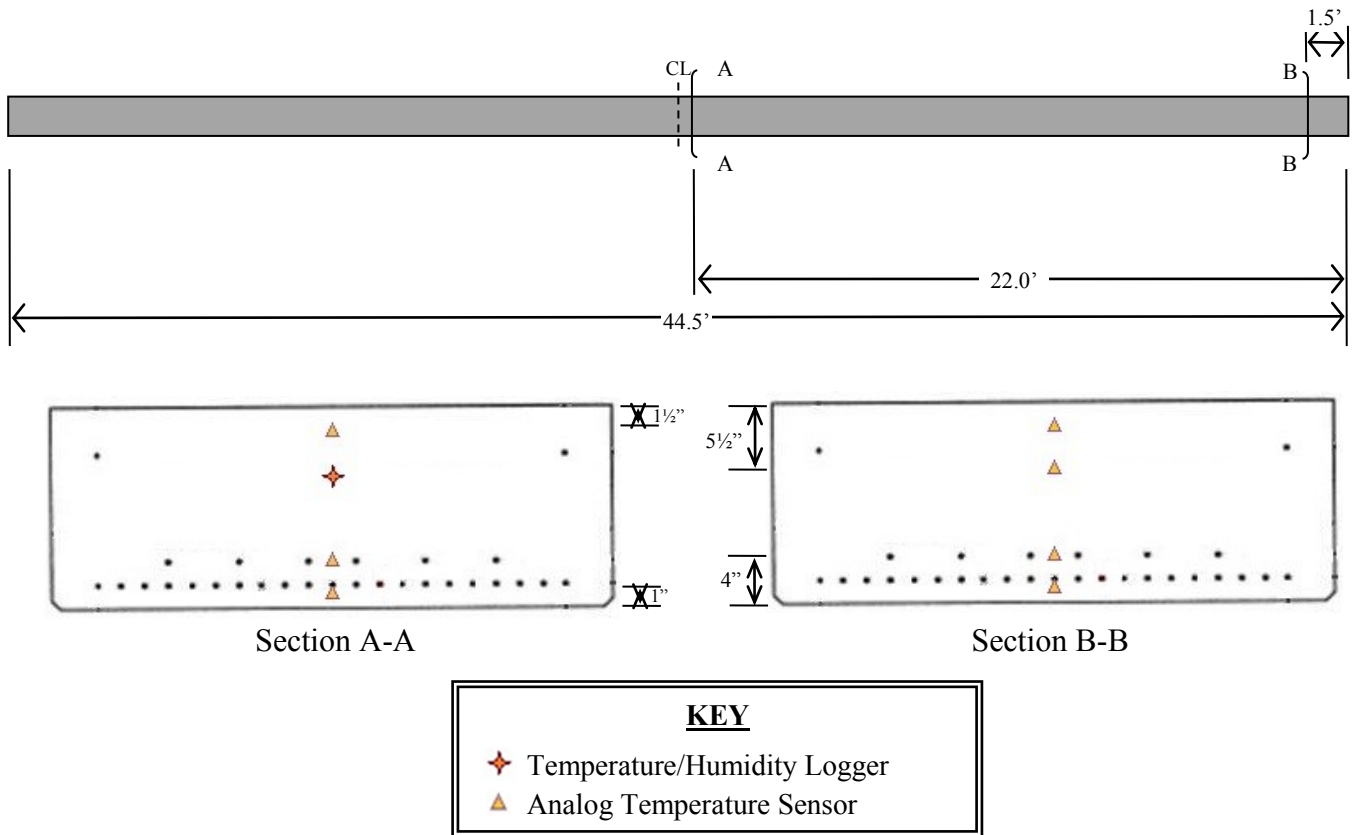 1.5’
CL A B
A B
22.0’
44.5’
1½”
5½”
4”
1”
Section A-A Section B-B
KEY
Temperature/Humidity Logger
Analog Temperature Sensor